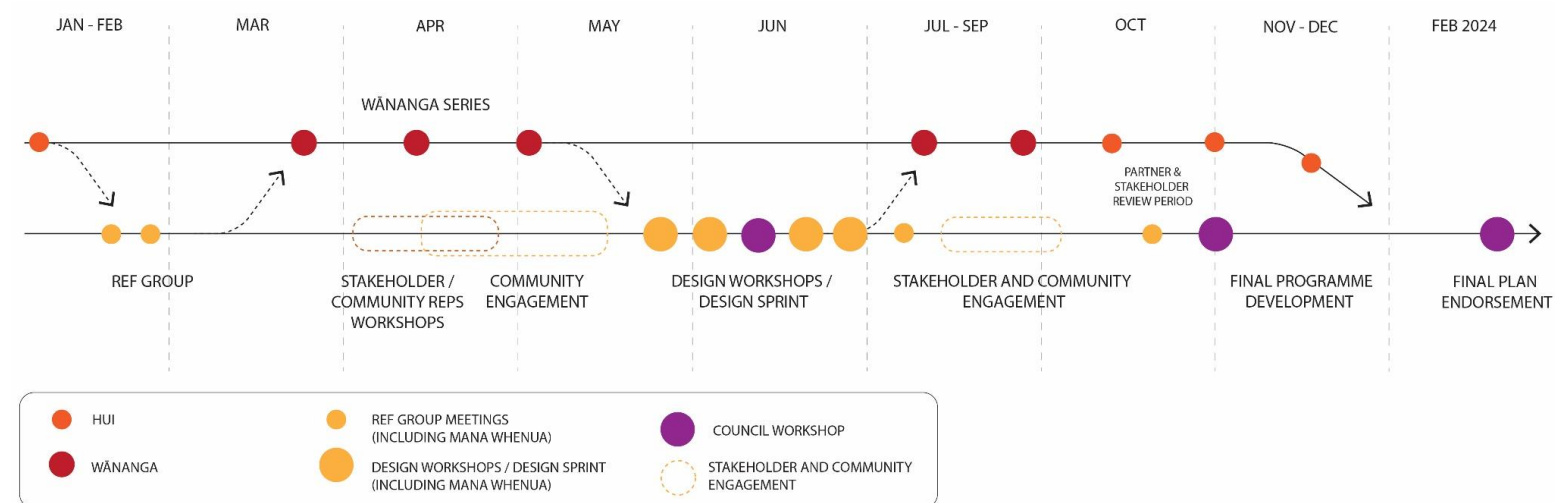 JAN - FEB
MAR
APR
MAY
JUN
JUL - SEP
OCT
NOV - DEC
FEB 2024
WĀNANGA SERIES
PARTNER &
STAKEHOLDER
REVIEW PERIOD
REF GROUP
STAKEHOLDER /
COMMUNITY REPS
WORKSHOPS
COMMUNITY
ENGAGEMENT
DESIGN WORKSHOPS /
DESIGN SPRINT
STAKEHOLDER AND COMMUNITY
ENGAGEMENT
FINAL PROGRAMME
DEVELOPMENT
FINAL PLAN
ENDORSEMENT
HUI
WĀNANGA
REF GROUP MEETINGS
(INCLUDING MANA WHENUA)
DESIGN WORKSHOPS / DESIGN SPRINT
(INCLUDING MANA WHENUA)
COUNCIL WORKSHOP
STAKEHOLDER AND COMMUNITY
ENGAGEMENT